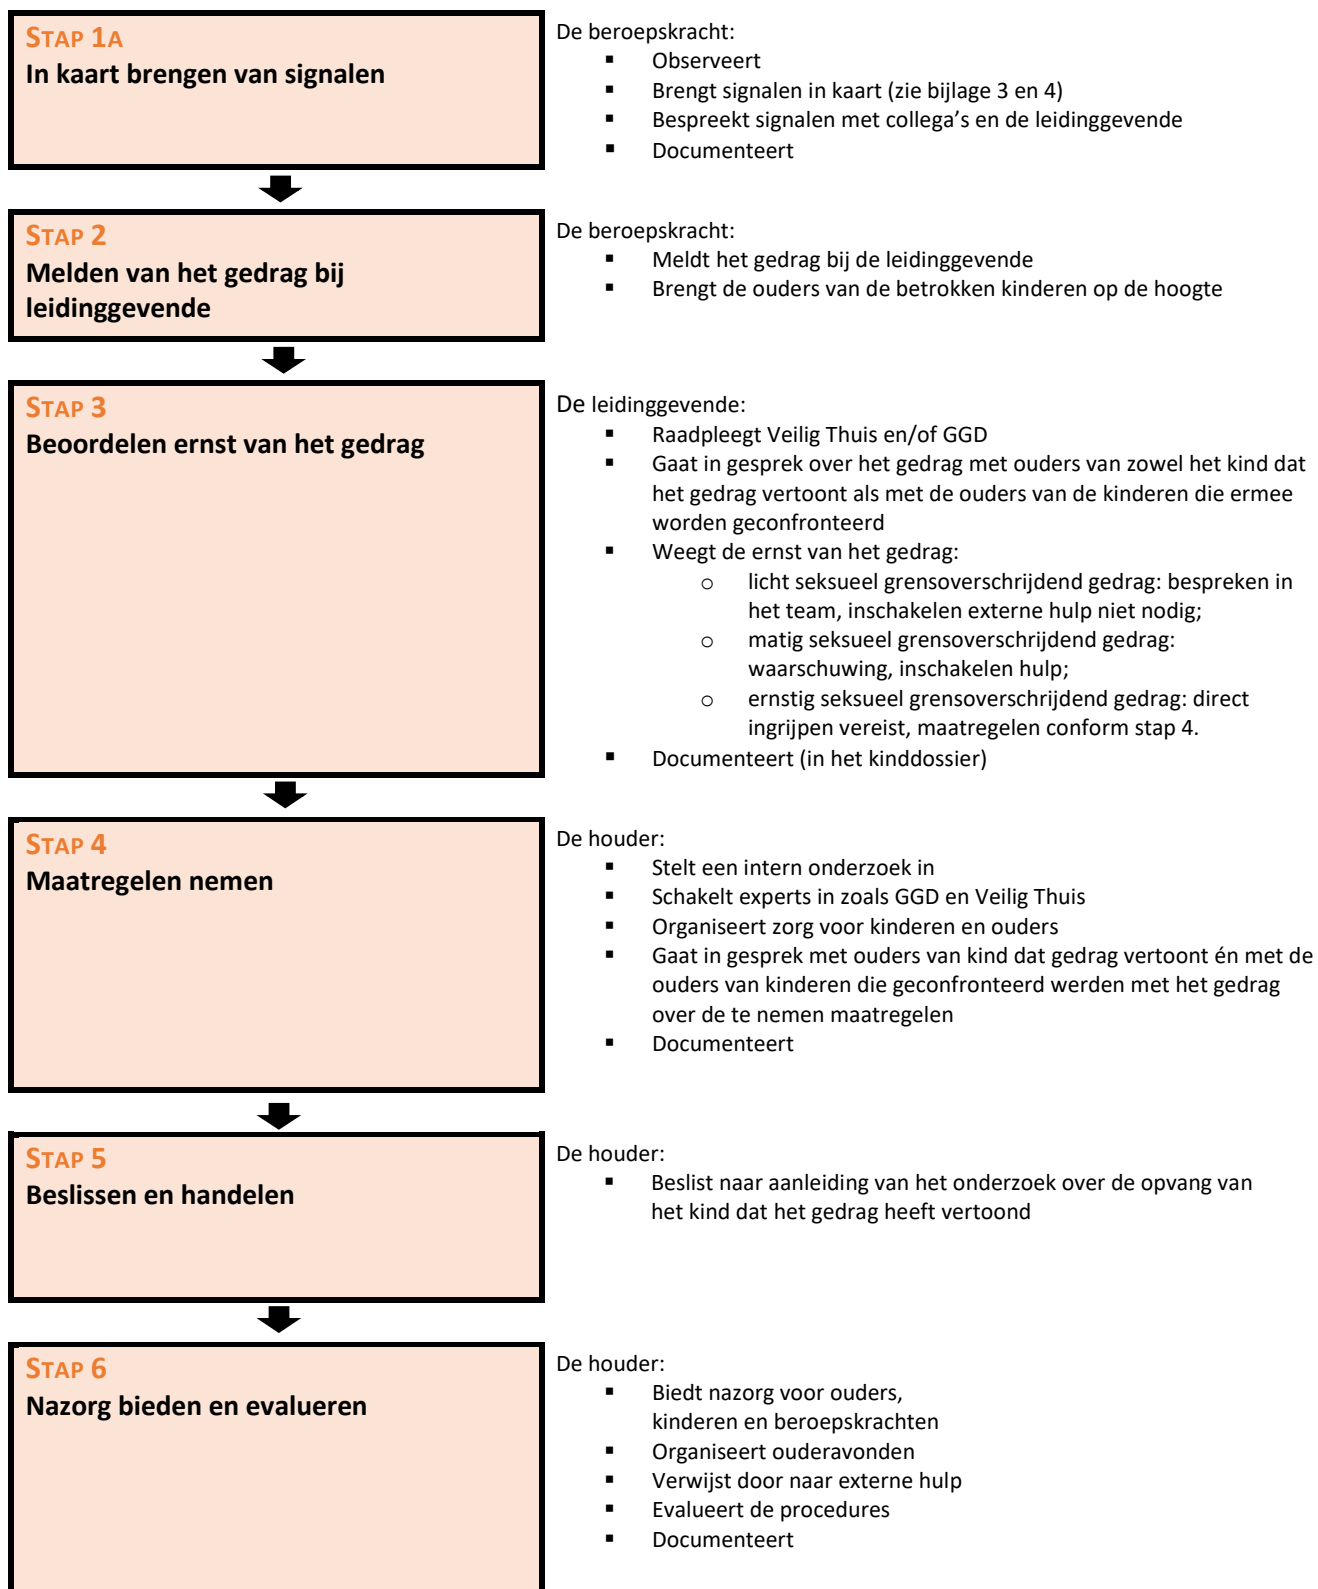 STAP 1A
In kaart brengen van signalen
De beroepskracht:
▪ Observeert
▪ Brengt signalen in kaart (zie bijlage 3 en 4)
▪ Bespreekt signalen met collega’s en de leidinggevende
▪ Documenteert
STAP 2
Melden van het gedrag bij
leidinggevende
De beroepskracht:
▪ Meldt het gedrag bij de leidinggevende
▪ Brengt de ouders van de betrokken kinderen op de hoogte
STAP 3
Beoordelen ernst van het gedrag
De leidinggevende:
▪ Raadpleegt Veilig Thuis en/of GGD
▪ Gaat in gesprek over het gedrag met ouders van zowel het kind dat
het gedrag vertoont als met de ouders van de kinderen die ermee
worden geconfronteerd
▪ Weegt de ernst van het gedrag:
o licht seksueel grensoverschrijdend gedrag: bespreken in
het team, inschakelen externe hulp niet nodig;
o matig seksueel grensoverschrijdend gedrag:
waarschuwing, inschakelen hulp;
o ernstig seksueel grensoverschrijdend gedrag: direct
ingrijpen vereist, maatregelen conform stap 4.
▪ Documenteert (in het kinddossier)
STAP 4
Maatregelen nemen
De houder:
▪ Stelt een intern onderzoek in
▪ Schakelt experts in zoals GGD en Veilig Thuis
▪ Organiseert zorg voor kinderen en ouders
▪ Gaat in gesprek met ouders van kind dat gedrag vertoont én met de
ouders van kinderen die geconfronteerd werden met het gedrag
over de te nemen maatregelen
▪ Documenteert
STAP 5
Beslissen en handelen
De houder:
▪ Beslist naar aanleiding van het onderzoek over de opvang van
het kind dat het gedrag heeft vertoond
STAP 6
Nazorg bieden en evalueren
De houder:
▪ Biedt nazorg voor ouders,
kinderen en beroepskrachten
▪ Organiseert ouderavonden
▪ Verwijst door naar externe hulp
▪ Evalueert de procedures
▪ Documenteert